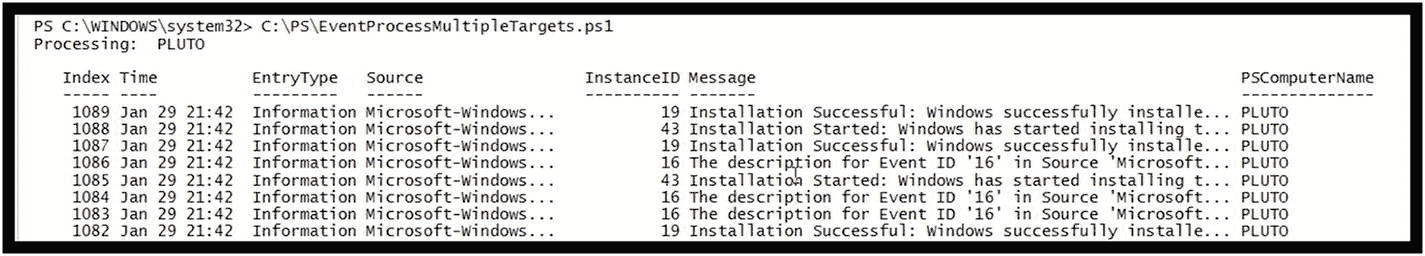 PS C:\WINDOWS\system32> C:\PS\EventProcessMultipleTargets.ps1
Processing:  PLUTO
Index Time          EntryType   Source                 InstanceID Message                                                          PSComputerName
----- ----          ---------   ------                 ---------- -------                                                          --------------
1089 Jan 29 21:42  Information Microsoft-Windows...           19 Installation Successful: Windows successfully installe... PLUTO
1088 Jan 29 21:42  Information Microsoft-Windows...           43 Installation Started: Windows has started installing t... PLUTO
1087 Jan 29 21:42  Information Microsoft-Windows...           19 Installation Successful: Windows successfully installe... PLUTO
1086 Jan 29 21:42  Information Microsoft-Windows...           16 The description for Event ID '16' in Source 'Microsoft... PLUTO
1085 Jan 29 21:42  Information Microsoft-Windows...           43 Installation Started: Windows has started installing t... PLUTO
1084 Jan 29 21:42  Information Microsoft-Windows...           16 The description for Event ID '16' in Source 'Microsoft... PLUTO
1083 Jan 29 21:42  Information Microsoft-Windows...           16 The description for Event ID '16' in Source 'Microsoft... PLUTO
1082 Jan 29 21:42  Information Microsoft-Windows...           19 Installation Successful: Windows successfully installe... PLUTO